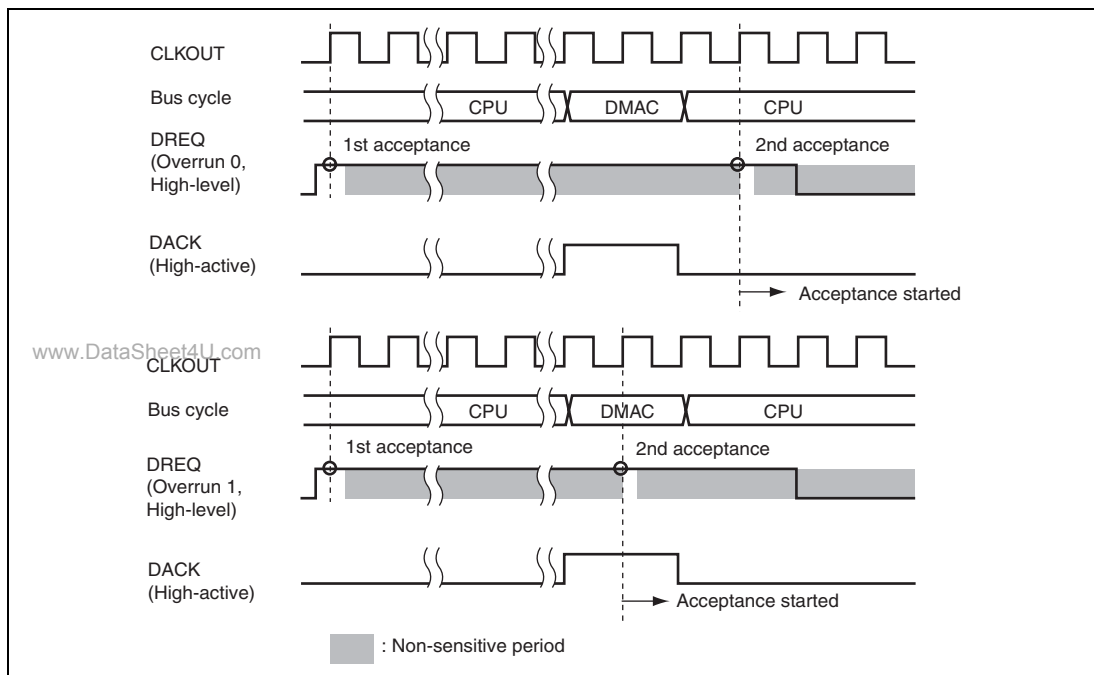 CLKOUT
Bus cycle
CPU
DMAC
CPU
DREQ
(Overrun 0,
High-level)
1st acceptance
2nd acceptance
DACK
(High-active)
Acceptance started
www.DataSheet4U.com
CLKOUT
Bus cycle
CPU
DMAC
CPU
DREQ
(Overrun 1,
High-level)
1st acceptance
2nd acceptance
DACK
(High-active)
Acceptance started
: Non-sensitive period